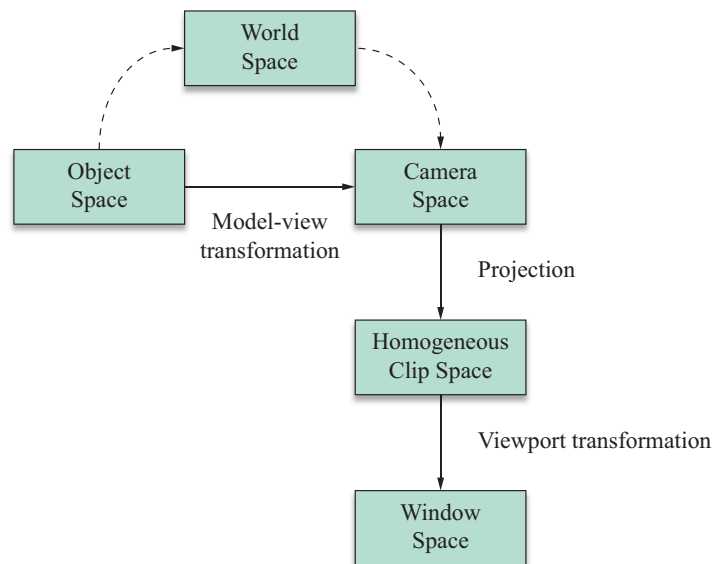 World
Space
Object
Space
Camera
Space
Model-view
transformation
Projection
Homogeneous
Clip Space
Viewport transformation
Window
Space